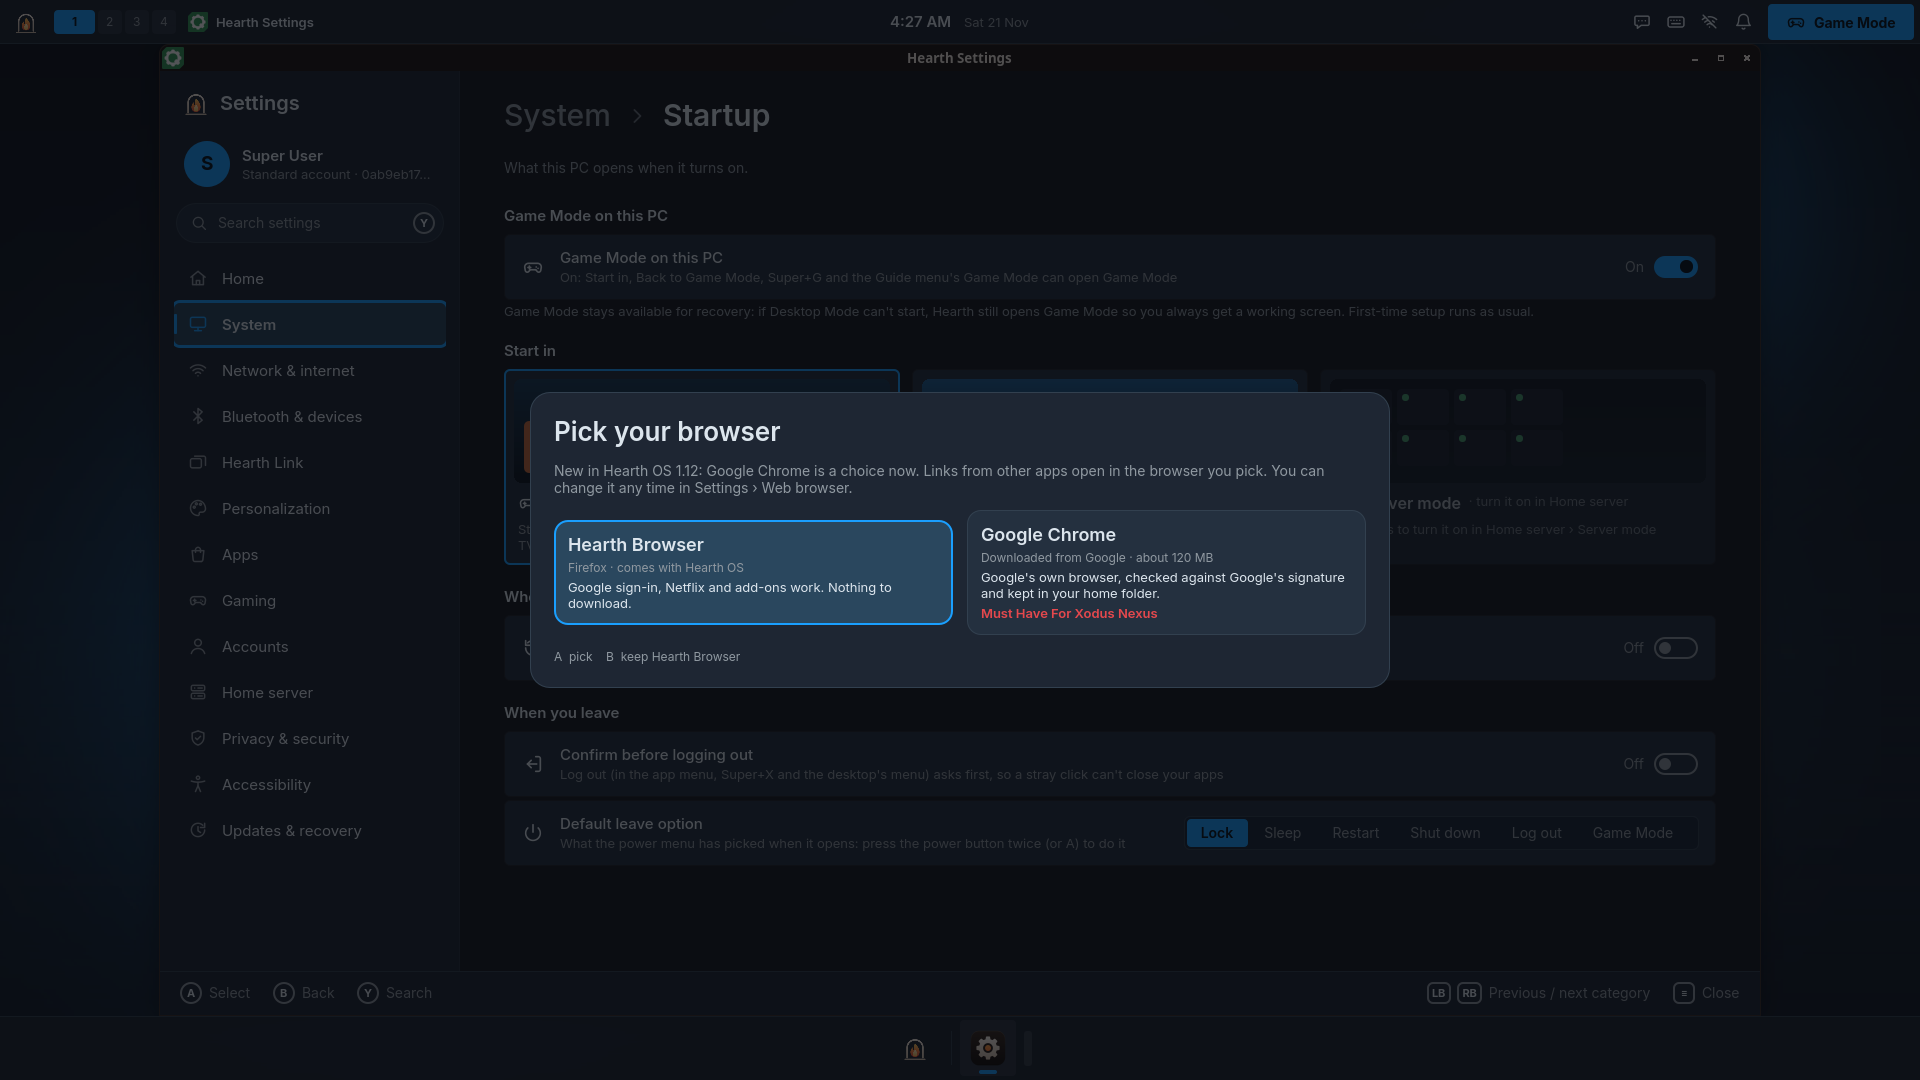 1 2 3 4 Hearth Settings
4:27 AM Sat 21 Nov
Game Mode
Hearth Settings
Settings
S
Super User
Standard account · 0ab9eb17...
Search settings Y
Home
System
Network & internet
Bluetooth & devices
Hearth Link
Personalization
Apps
Gaming
Accounts
Home server
Privacy & security
Accessibility
Updates & recovery
System › Startup
What this PC opens when it turns on.
Game Mode on this PC
Game Mode on this PC
On: Start in, Back to Game Mode, Super+G and the Guide menu's Game Mode can open Game Mode
On
Game Mode stays available for recovery: if Desktop Mode can't start, Hearth still opens Game Mode so you always get a working screen. First-time setup runs as usual.
Start in
ver mode · turn it on in Home server
s to turn it on in Home server › Server mode
Pick your browser
New in Hearth OS 1.12: Google Chrome is a choice now. Links from other apps open in the browser you pick. You can
change it any time in Settings › Web browser.
Hearth Browser
Firefox · comes with Hearth OS
Google sign-in, Netflix and add-ons work. Nothing to
download.
Google Chrome
Downloaded from Google · about 120 MB
Google's own browser, checked against Google's signature
and kept in your home folder.
Must Have For Xodus Nexus
A pick B keep Hearth Browser
Off
When you leave
Confirm before logging out
Log out (in the app menu, Super+X and the desktop's menu) asks first, so a stray click can't close your apps
Off
Default leave option
What the power menu has picked when it opens: press the power button twice (or A) to do it
Lock Sleep Restart Shut down Log out Game Mode
A Select B Back Y Search
LB RB Previous / next category ≡ Close